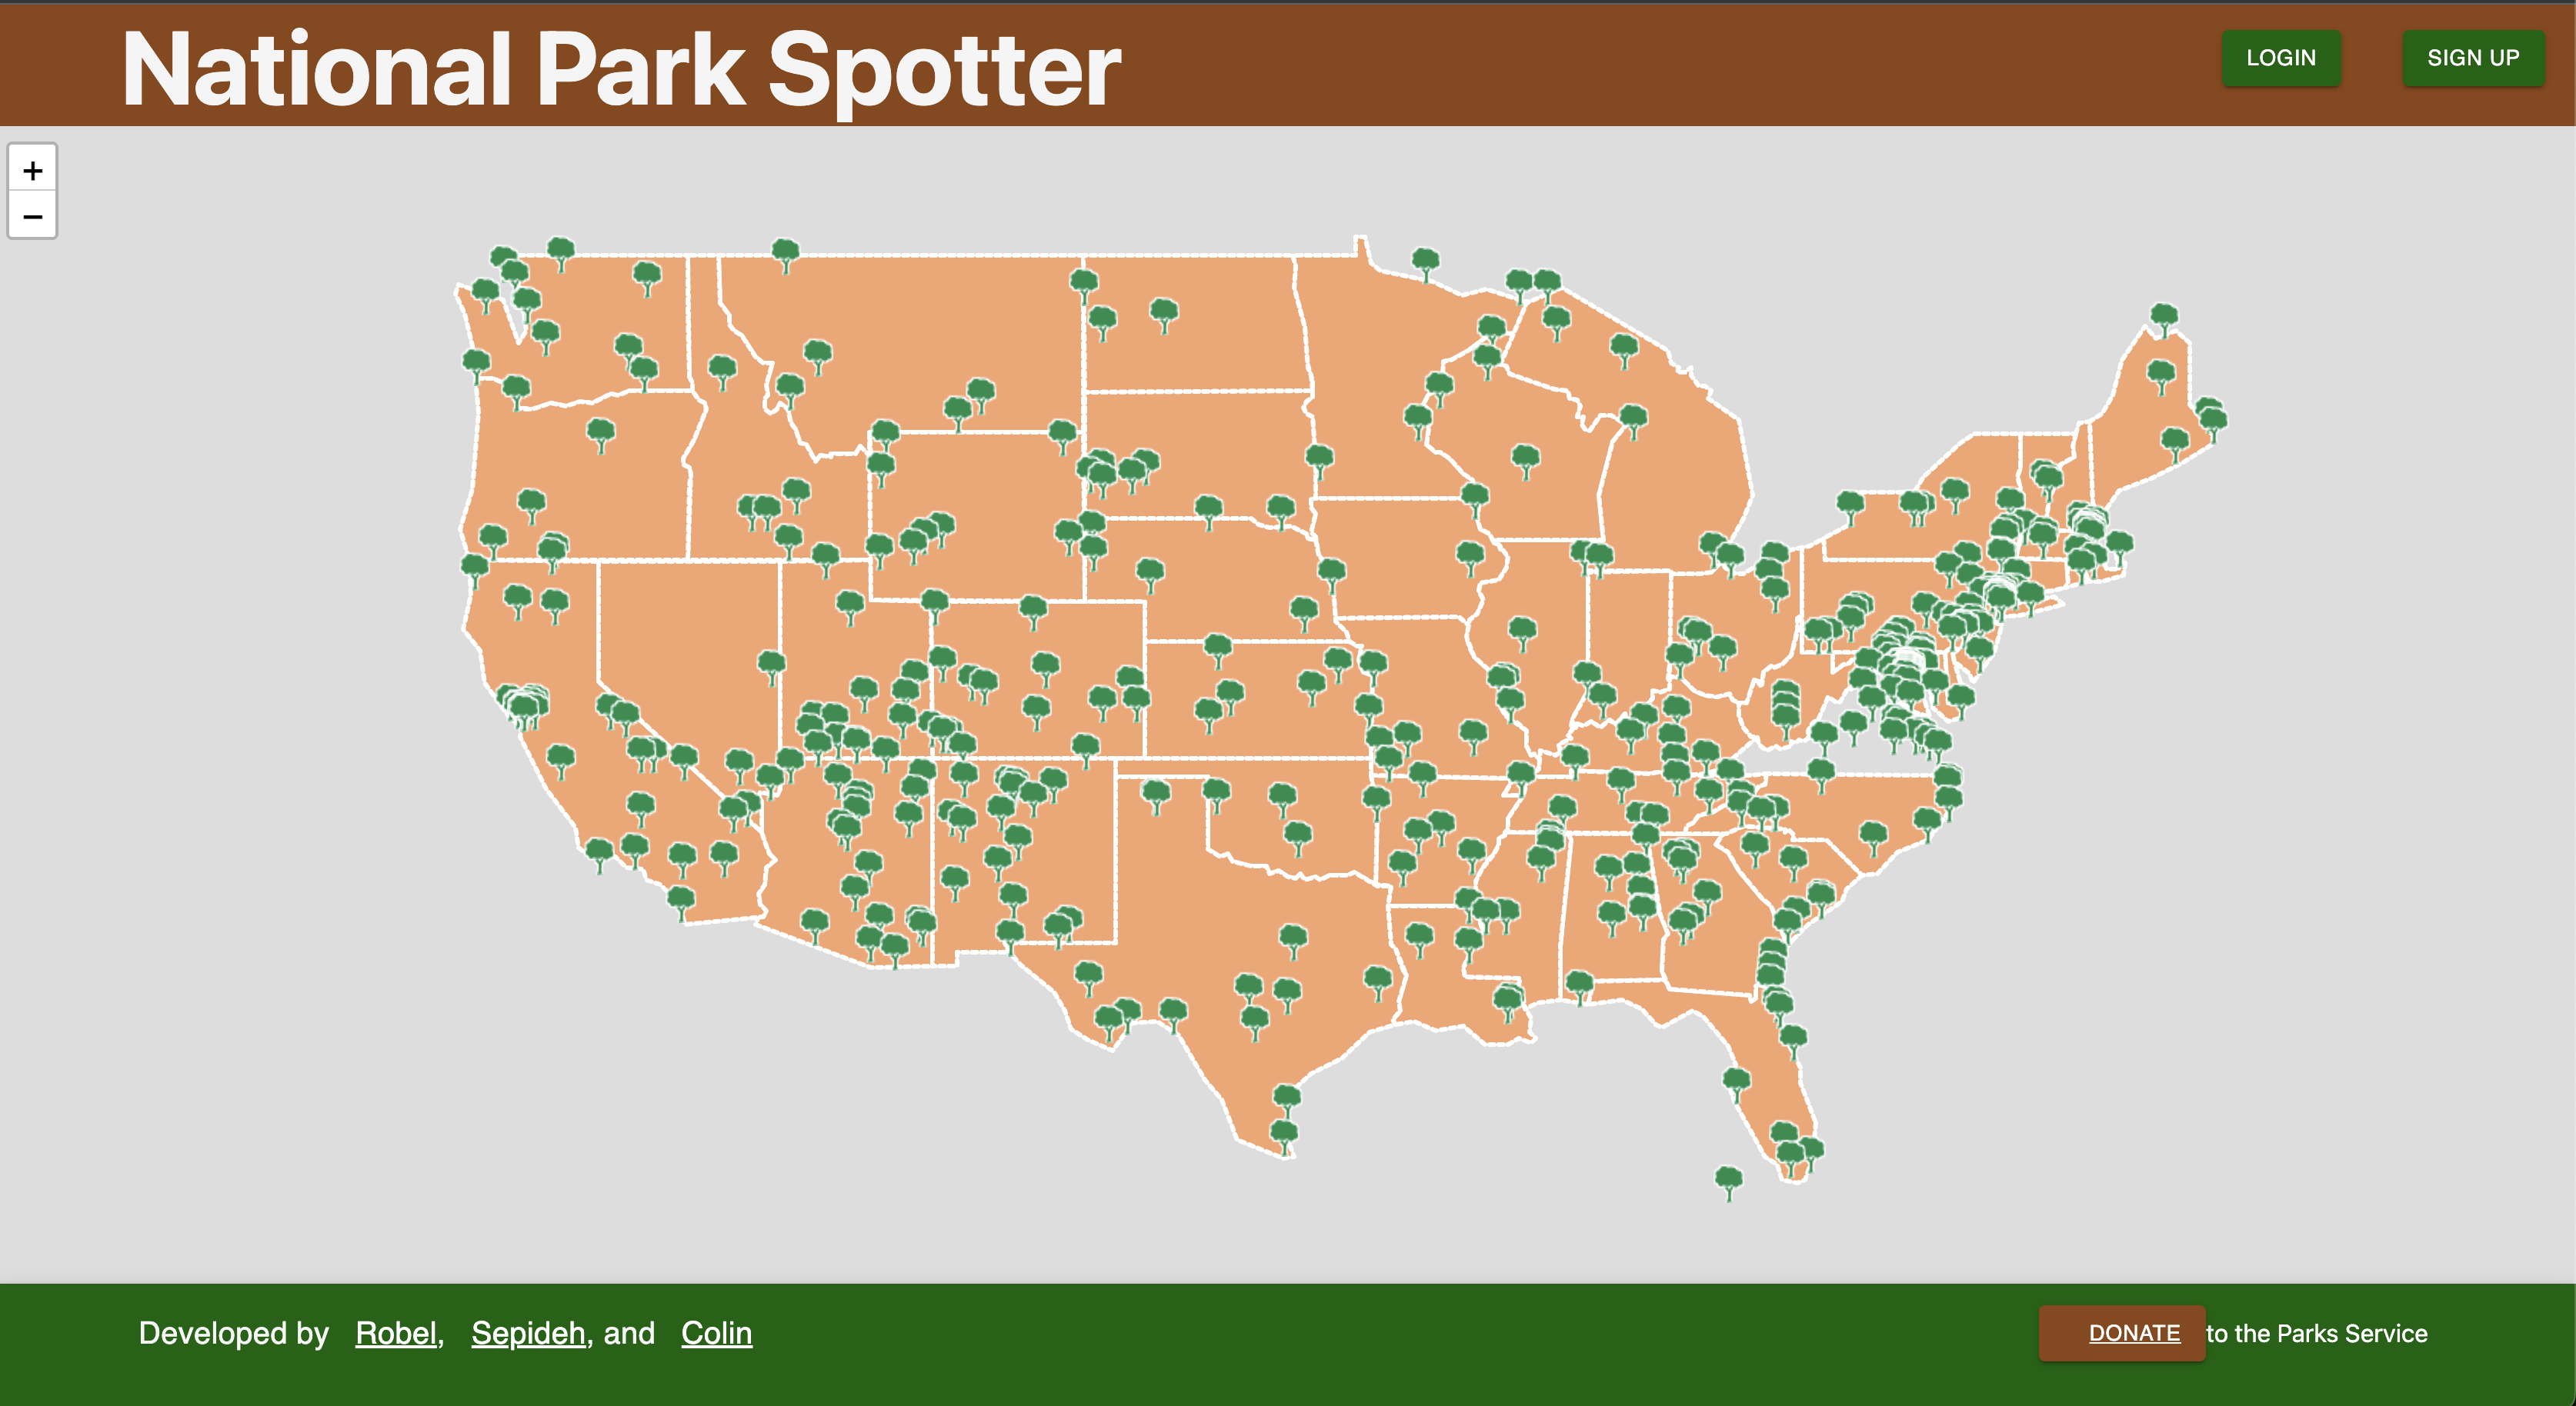 National Park Spotter
LOGIN
SIGN UP
+
−
Developed by Robel, Sepideh, and Colin
DONATE to the Parks Service